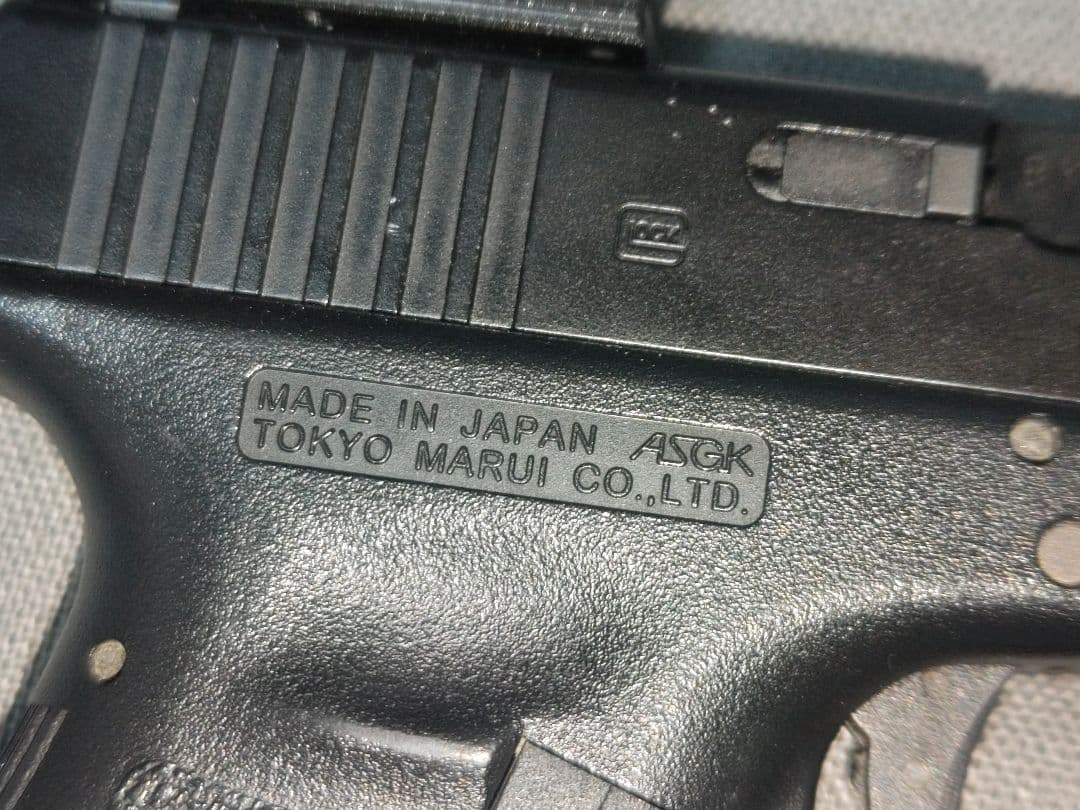 GLOCK
MADE IN JAPAN ASGK
TOKYO MARUI CO.,LTD.